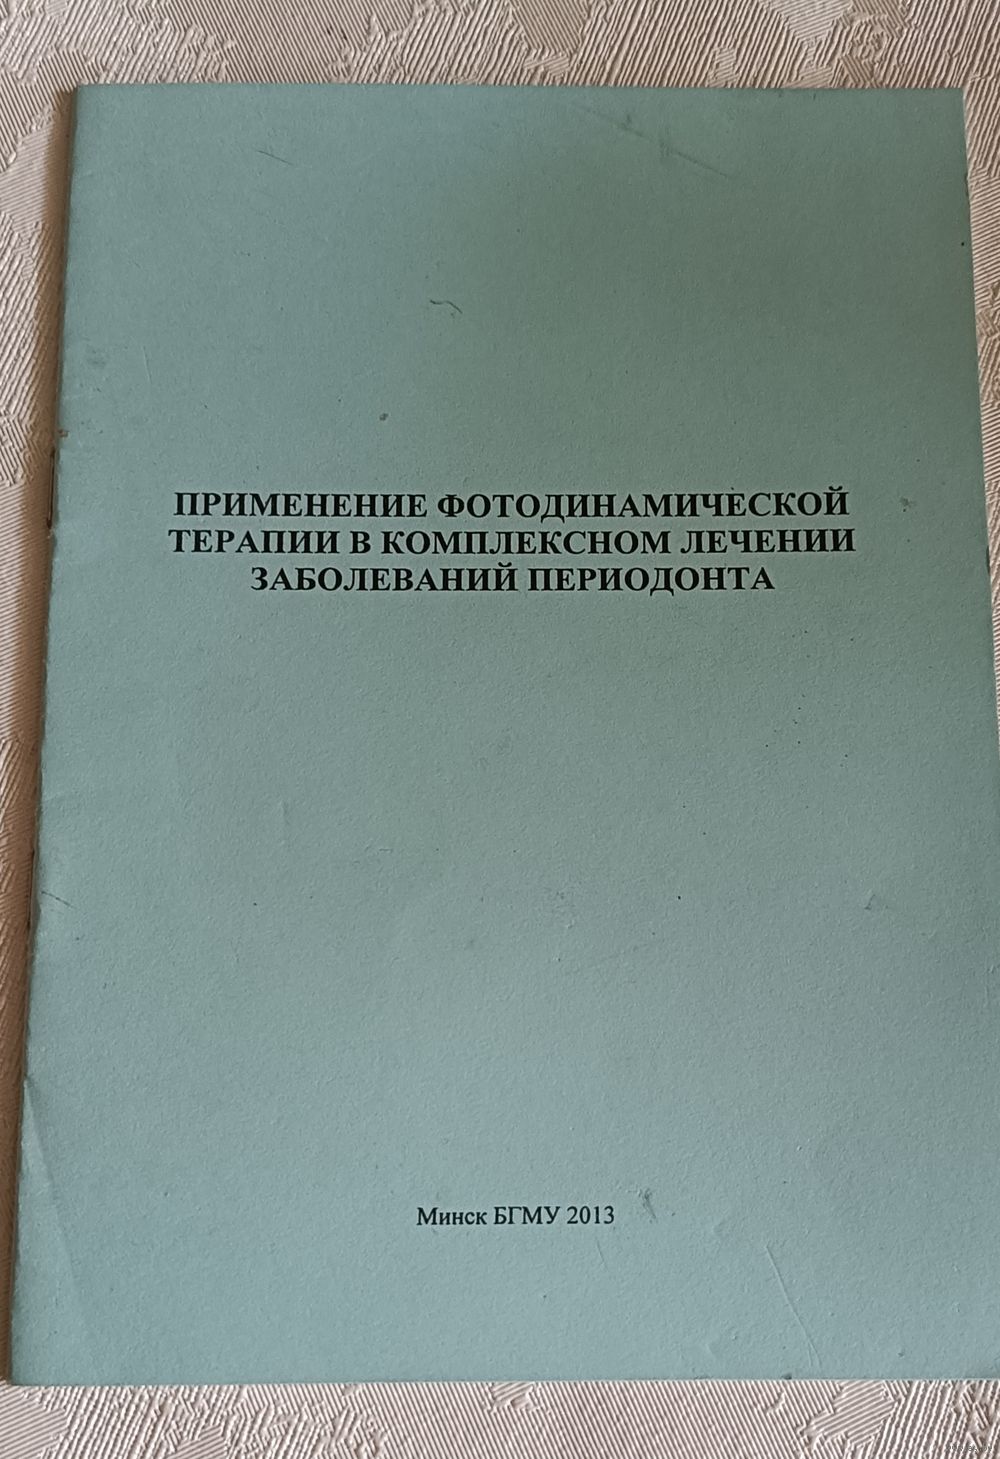 ПРИМЕНЕНИЕ ФОТОДИНАМИЧЕСКОЙ
ТЕРАПИИ В КОМПЛЕКСНОМ ЛЕЧЕНИИ
ЗАБОЛЕВАНИЙ ПЕРИОДОНТА
Минск БГМУ 2013